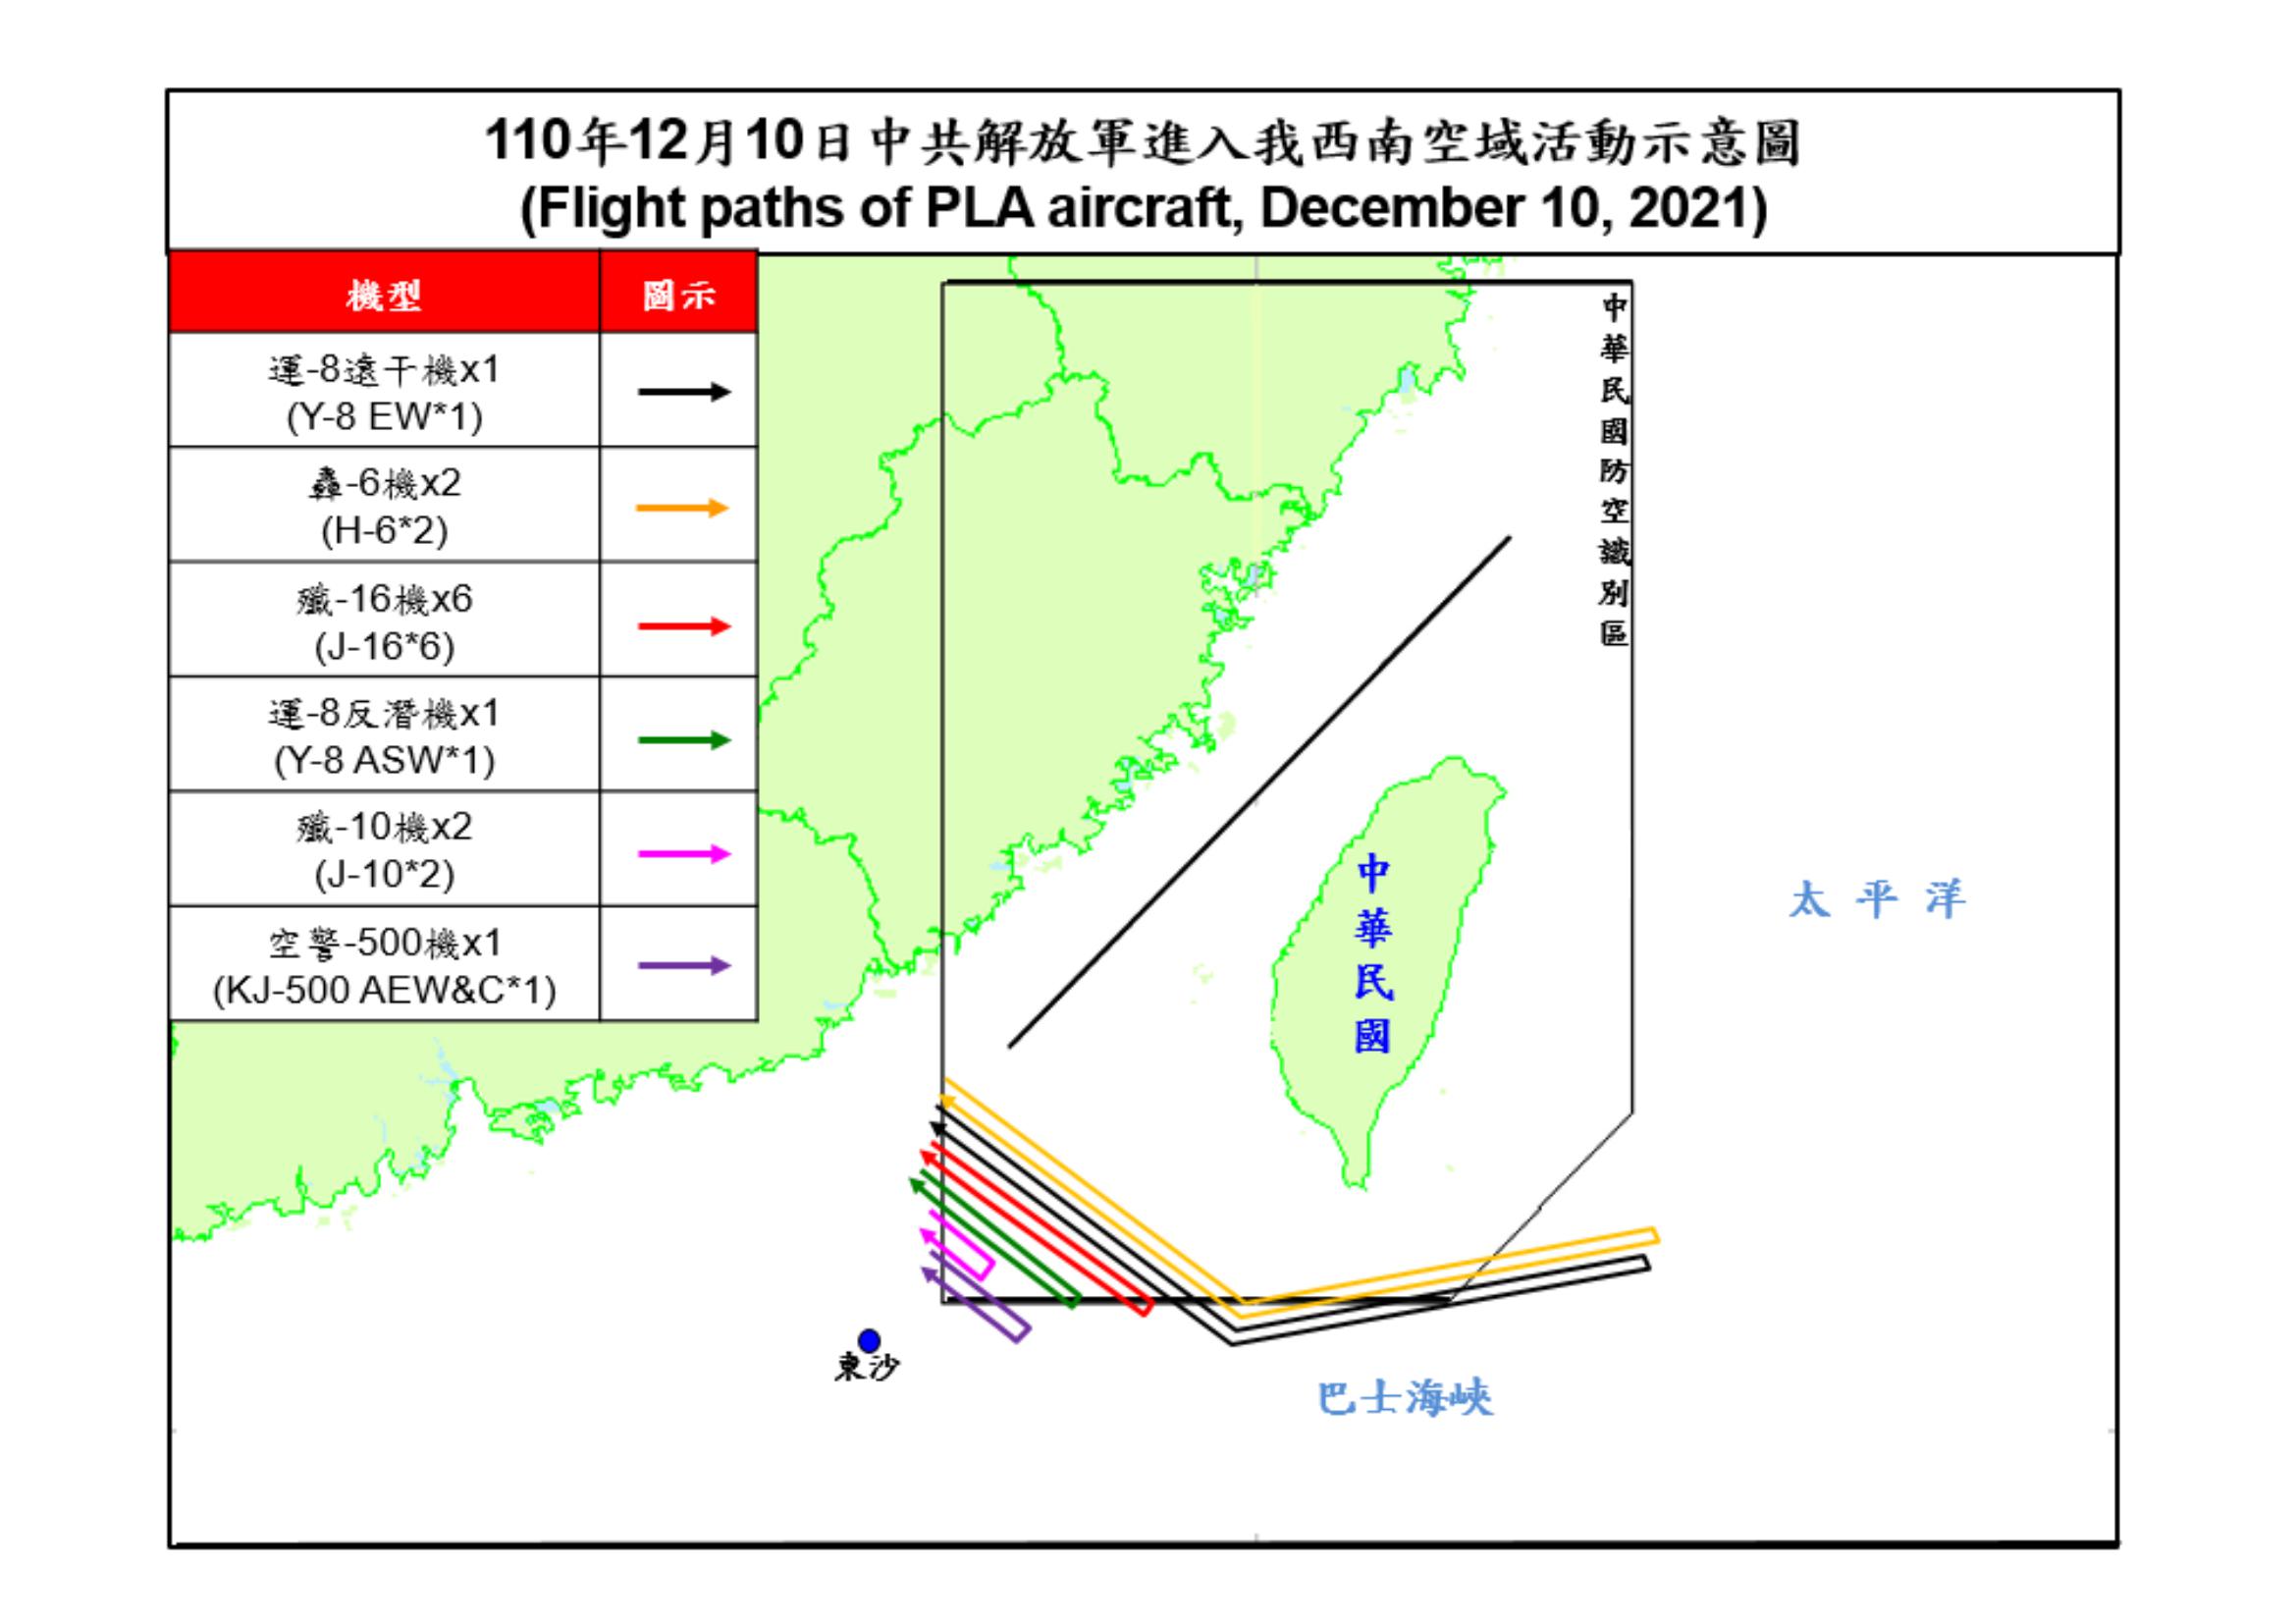 110年12月10日中共解放軍進入我西南空域活動示意圖
(Flight paths of PLA aircraft, December 10, 2021)
機型
圖示
運-8遠干機x1
(Y-8 EW*1)
轟-6機x2
(H-6*2)
殲-16機x6
(J-16*6)
運-8反潛機x1
(Y-8 ASW*1)
殲-10機x2
(J-10*2)
空警-500機x1
(KJ-500 AEW&C*1)
中華民國防空識別區
中華民國
太平洋
東沙
巴士海峽